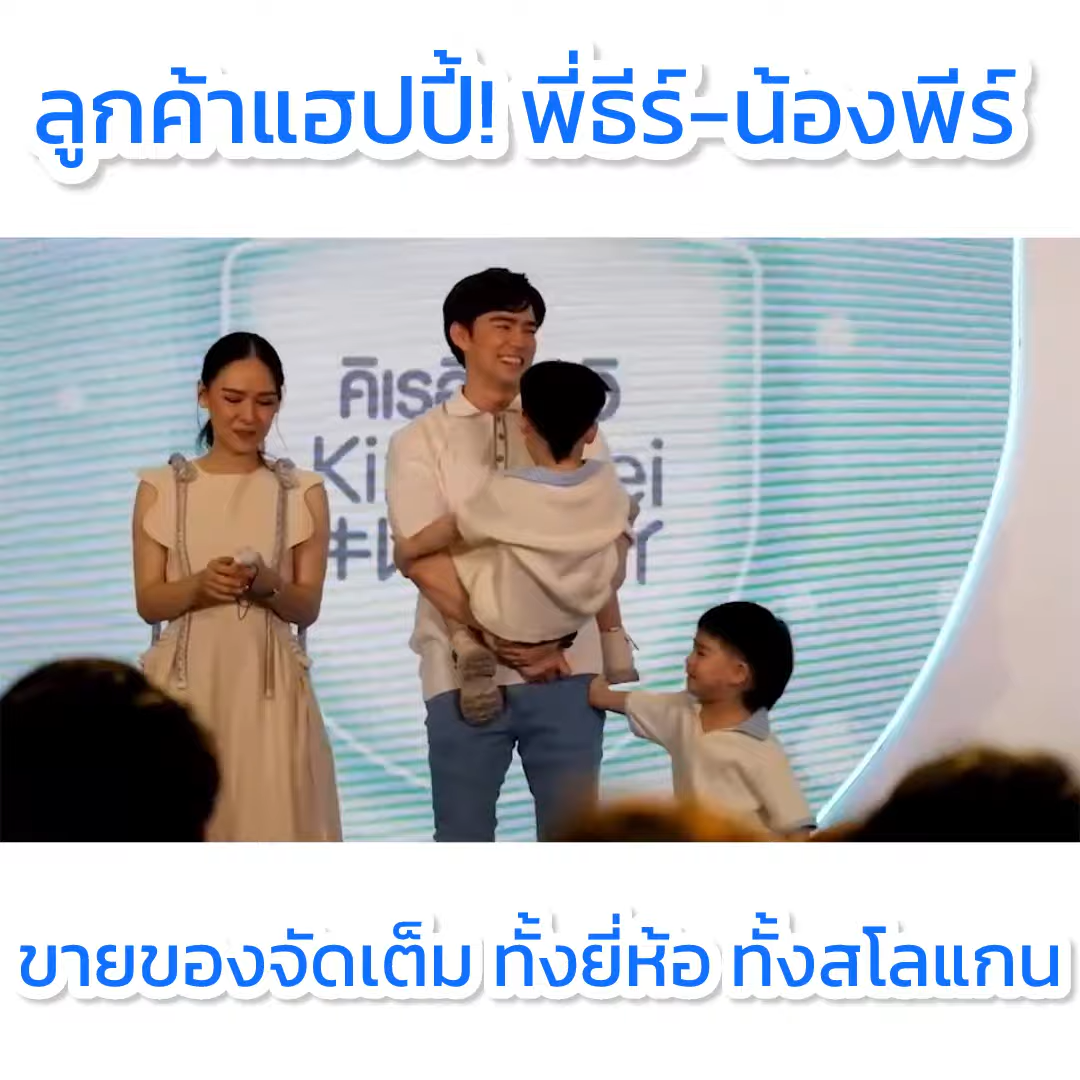 ลูกค้าแฮปปี้! พี่ธีร์-น้องพีร์
ขายของจัดเต็ม ทั้งยี่ห้อ ทั้งสโลแกน